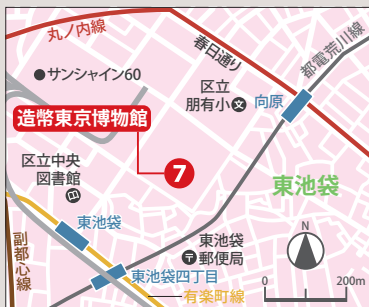 丸ノ内線
春日通り
都電荒川線
サンシャイン60
区立
朋有小
文
向原
造幣東京博物館
7
区立中央
図書館
東池袋
東池袋
副都心線
東池袋
郵便局
〒
東池袋四丁目
有楽町線
N
0 200m